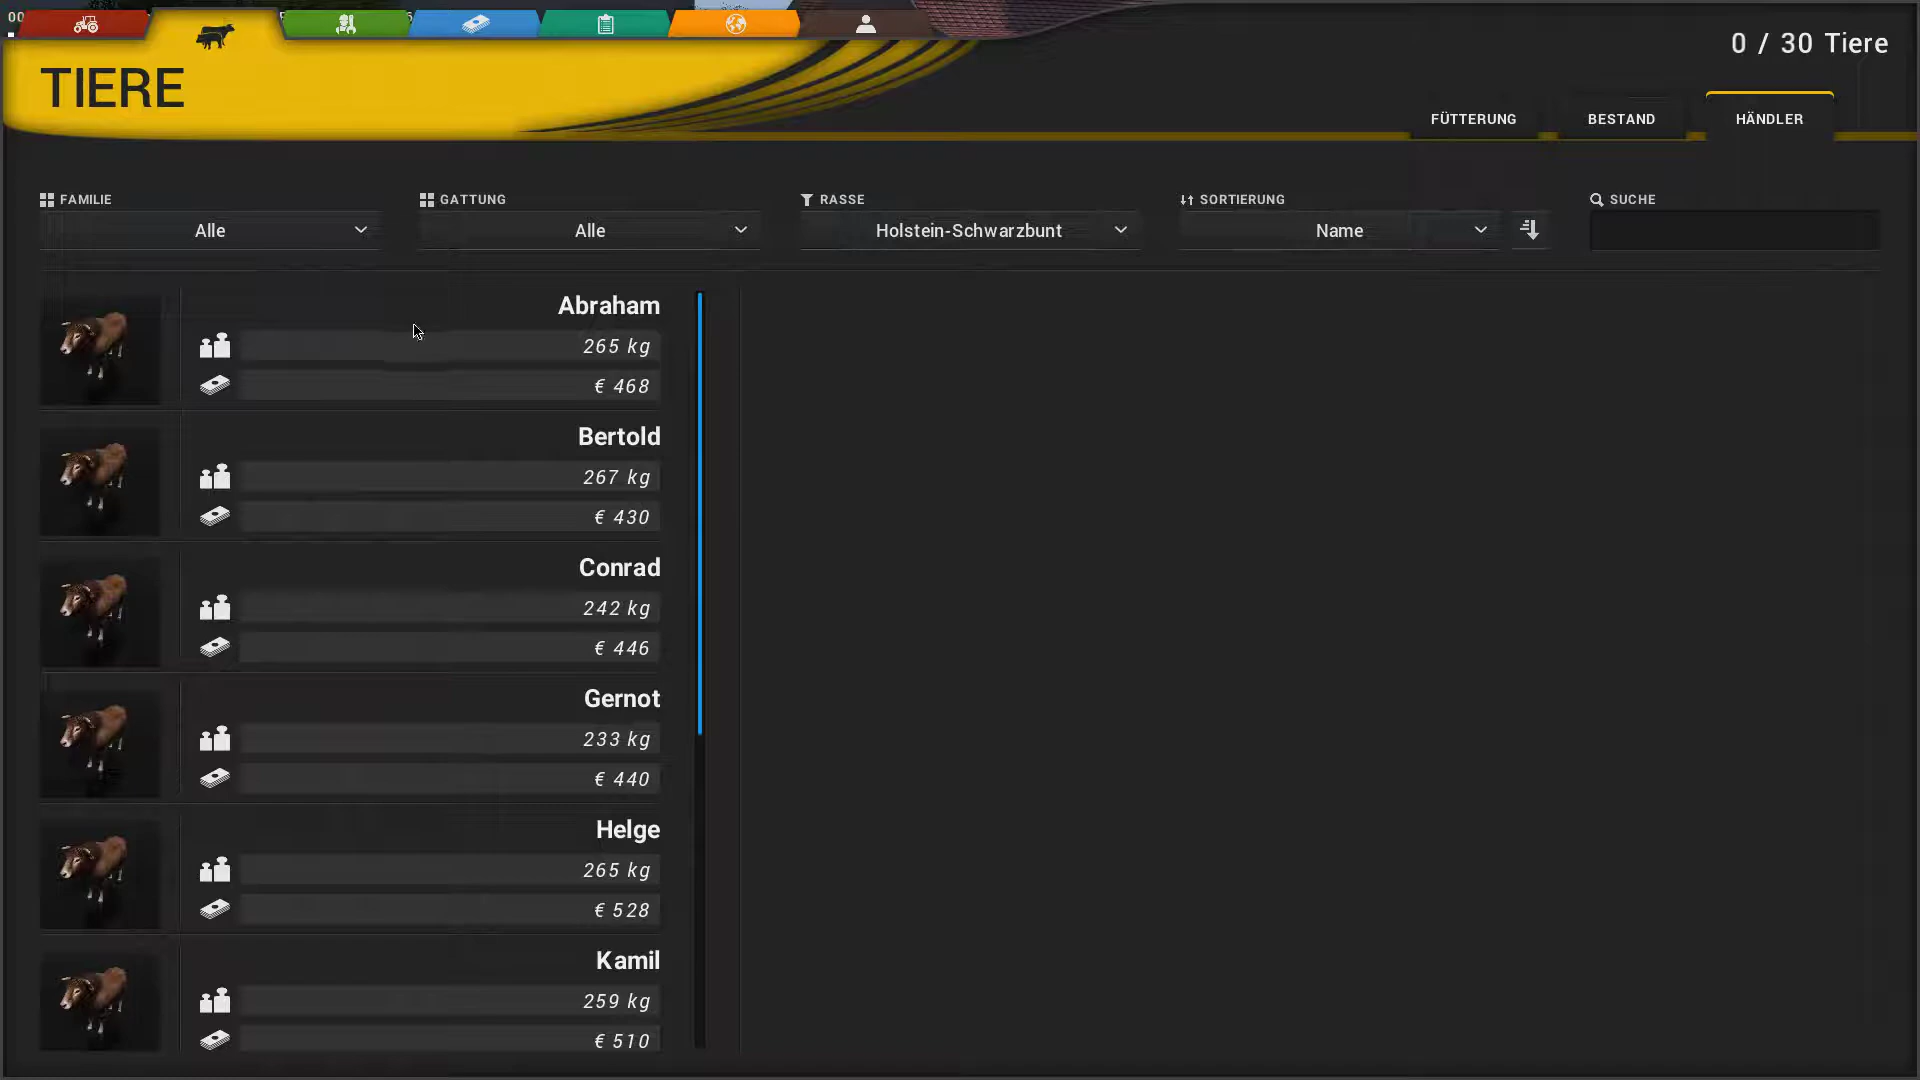 00
0 / 30 Tiere
TIERE
FÜTTERUNG
BESTAND
HÄNDLER
FAMILIE
GATTUNG
RASSE
SORTIERUNG
SUCHE
Alle
Alle
Holstein-Schwarzbunt
Name
Abraham
265 kg
€ 468
Bertold
267 kg
€ 430
Conrad
242 kg
€ 446
Gernot
233 kg
€ 440
Helge
265 kg
€ 528
Kamil
259 kg
€ 510